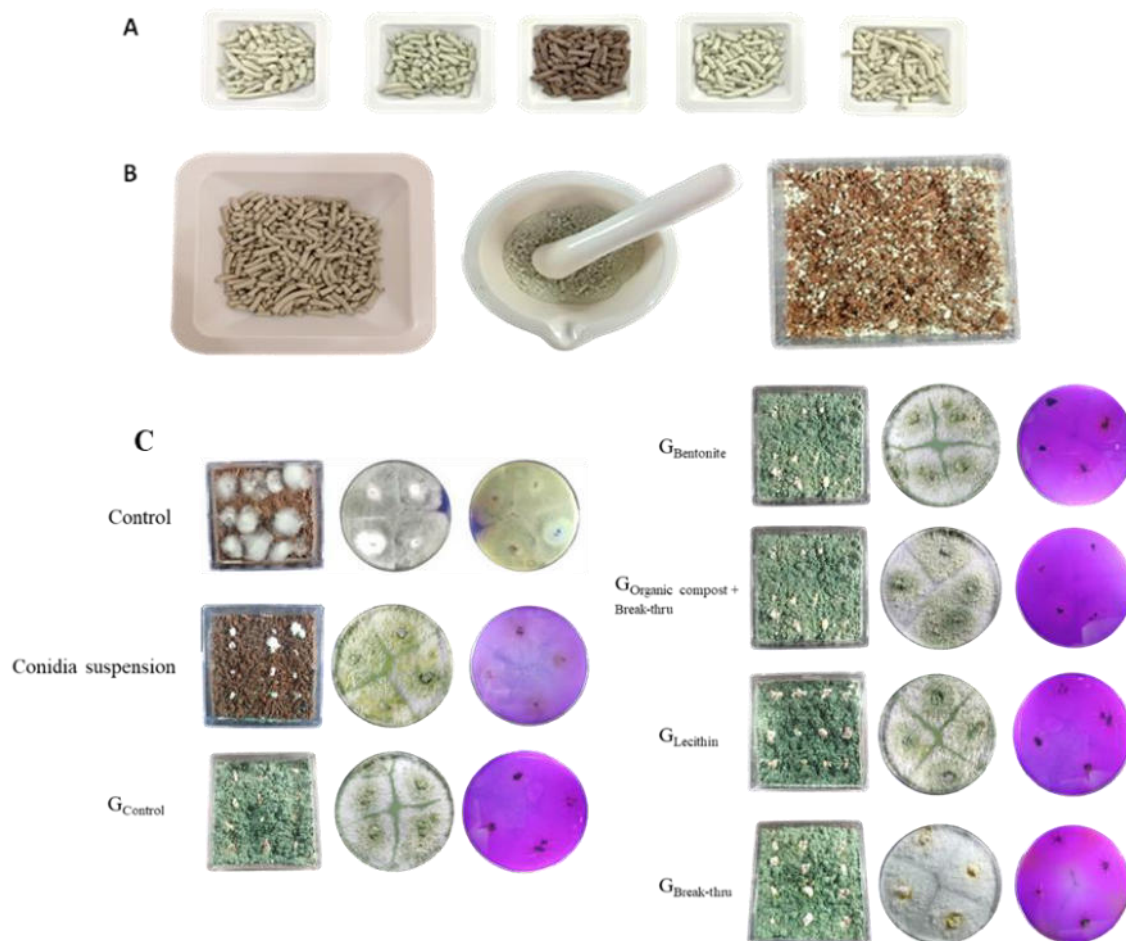 A
B
C
Control
Conidia suspension
GControl
GBentonite
GOrganic compost +
Break-thru
GLecithin
GBreak-thru